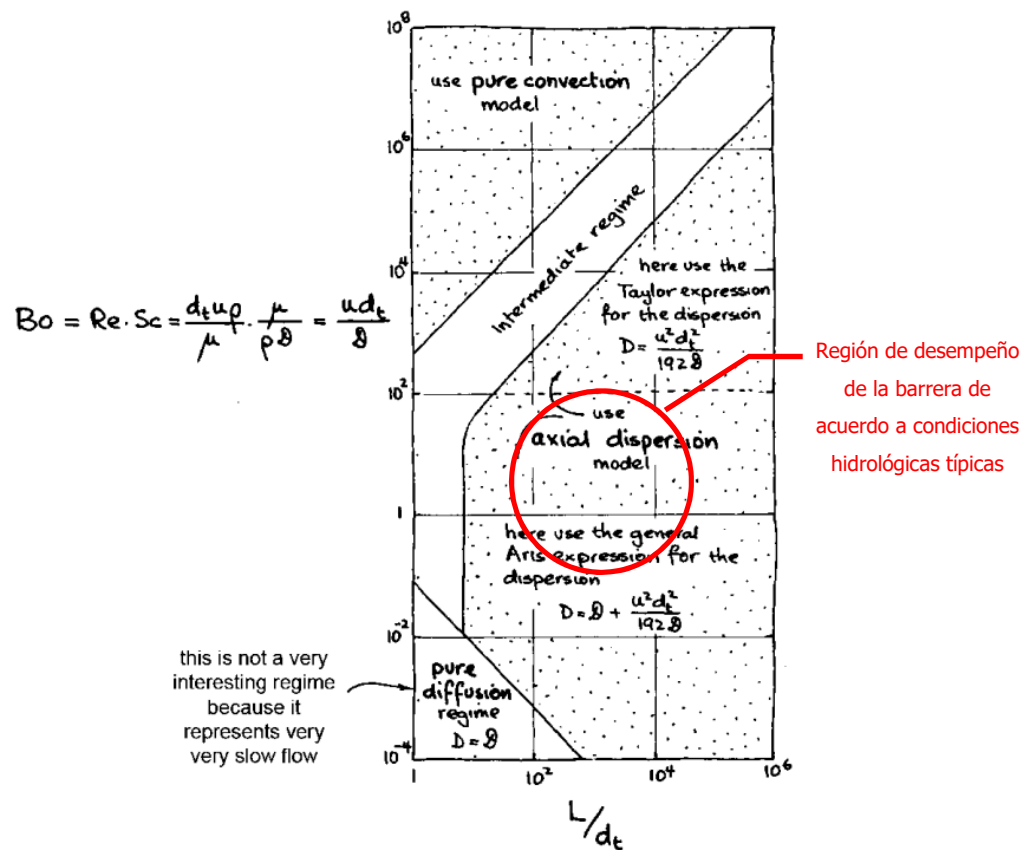 10^8
use pure convection
model
10^6
Intermediate regime
10^4
here use the
Taylor expression
for the dispersion
D = u²d_t²/192𝒟
Bo = Re·Sc = d_t uρ/μ · μ/ρ𝒟 = ud_t/𝒟
Región de desempeño
de la barrera de
acuerdo a condiciones
hidrológicas típicas
10^2
use
axial dispersion
model
1
here use the general
Aris expression for the
dispersion
D = 𝒟 + u²d_t²/192𝒟
10^-2
this is not a very
interesting regime
because it
represents very
very slow flow
pure
diffusion
regime
D = 𝒟
10^-4
1 10^2 10^4 10^6
L/d_t